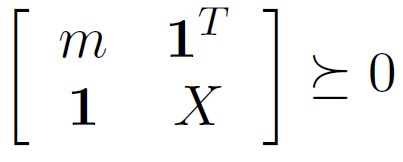 [ m 𝟏^T
𝟏 X ] ⪰ 0